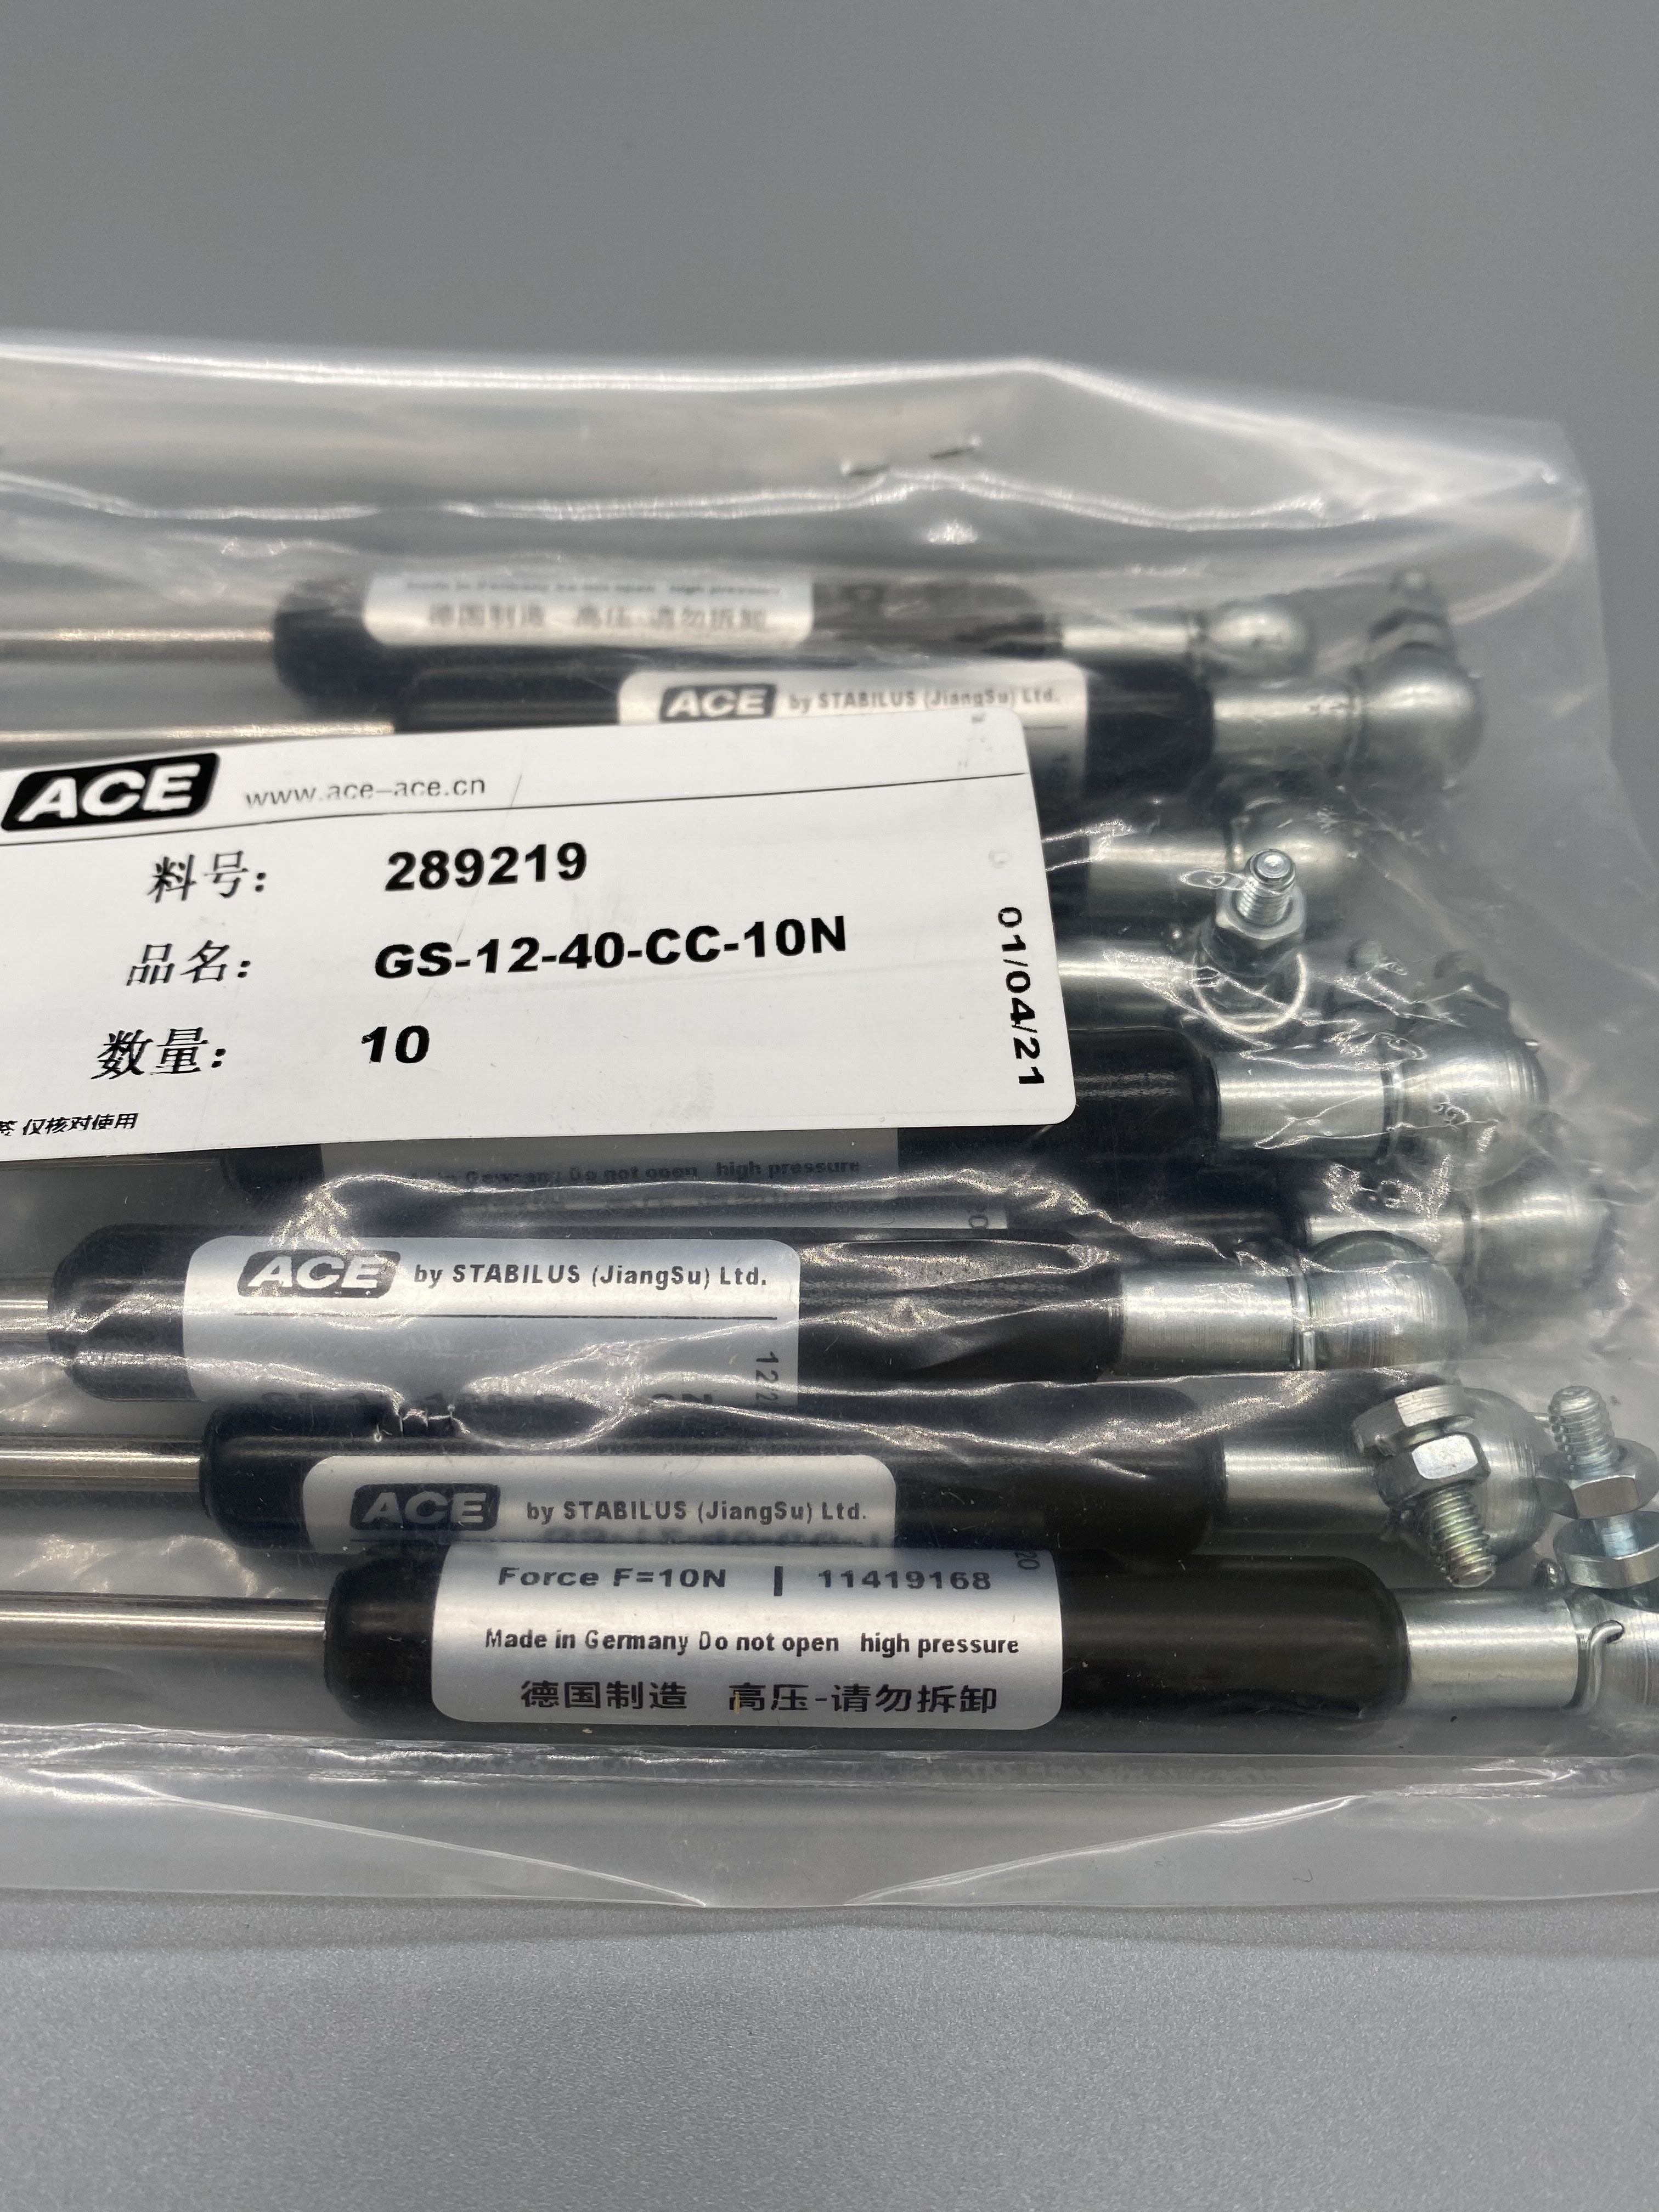 德国制造 高压-请勿拆卸
ACE by STABILUS (JiangSu) Ltd.
ACE www.ace-ace.cn
料号: 289219
品名: GS-12-40-CC-10N
数量: 10
01/04/21
仅核对使用
Do not open high pressure
ACE by STABILUS (JiangSu) Ltd.
ACE by STABILUS (JiangSu) Ltd.
Force F=10N | 11419168
Made in Germany Do not open high pressure
德国制造 高压-请勿拆卸